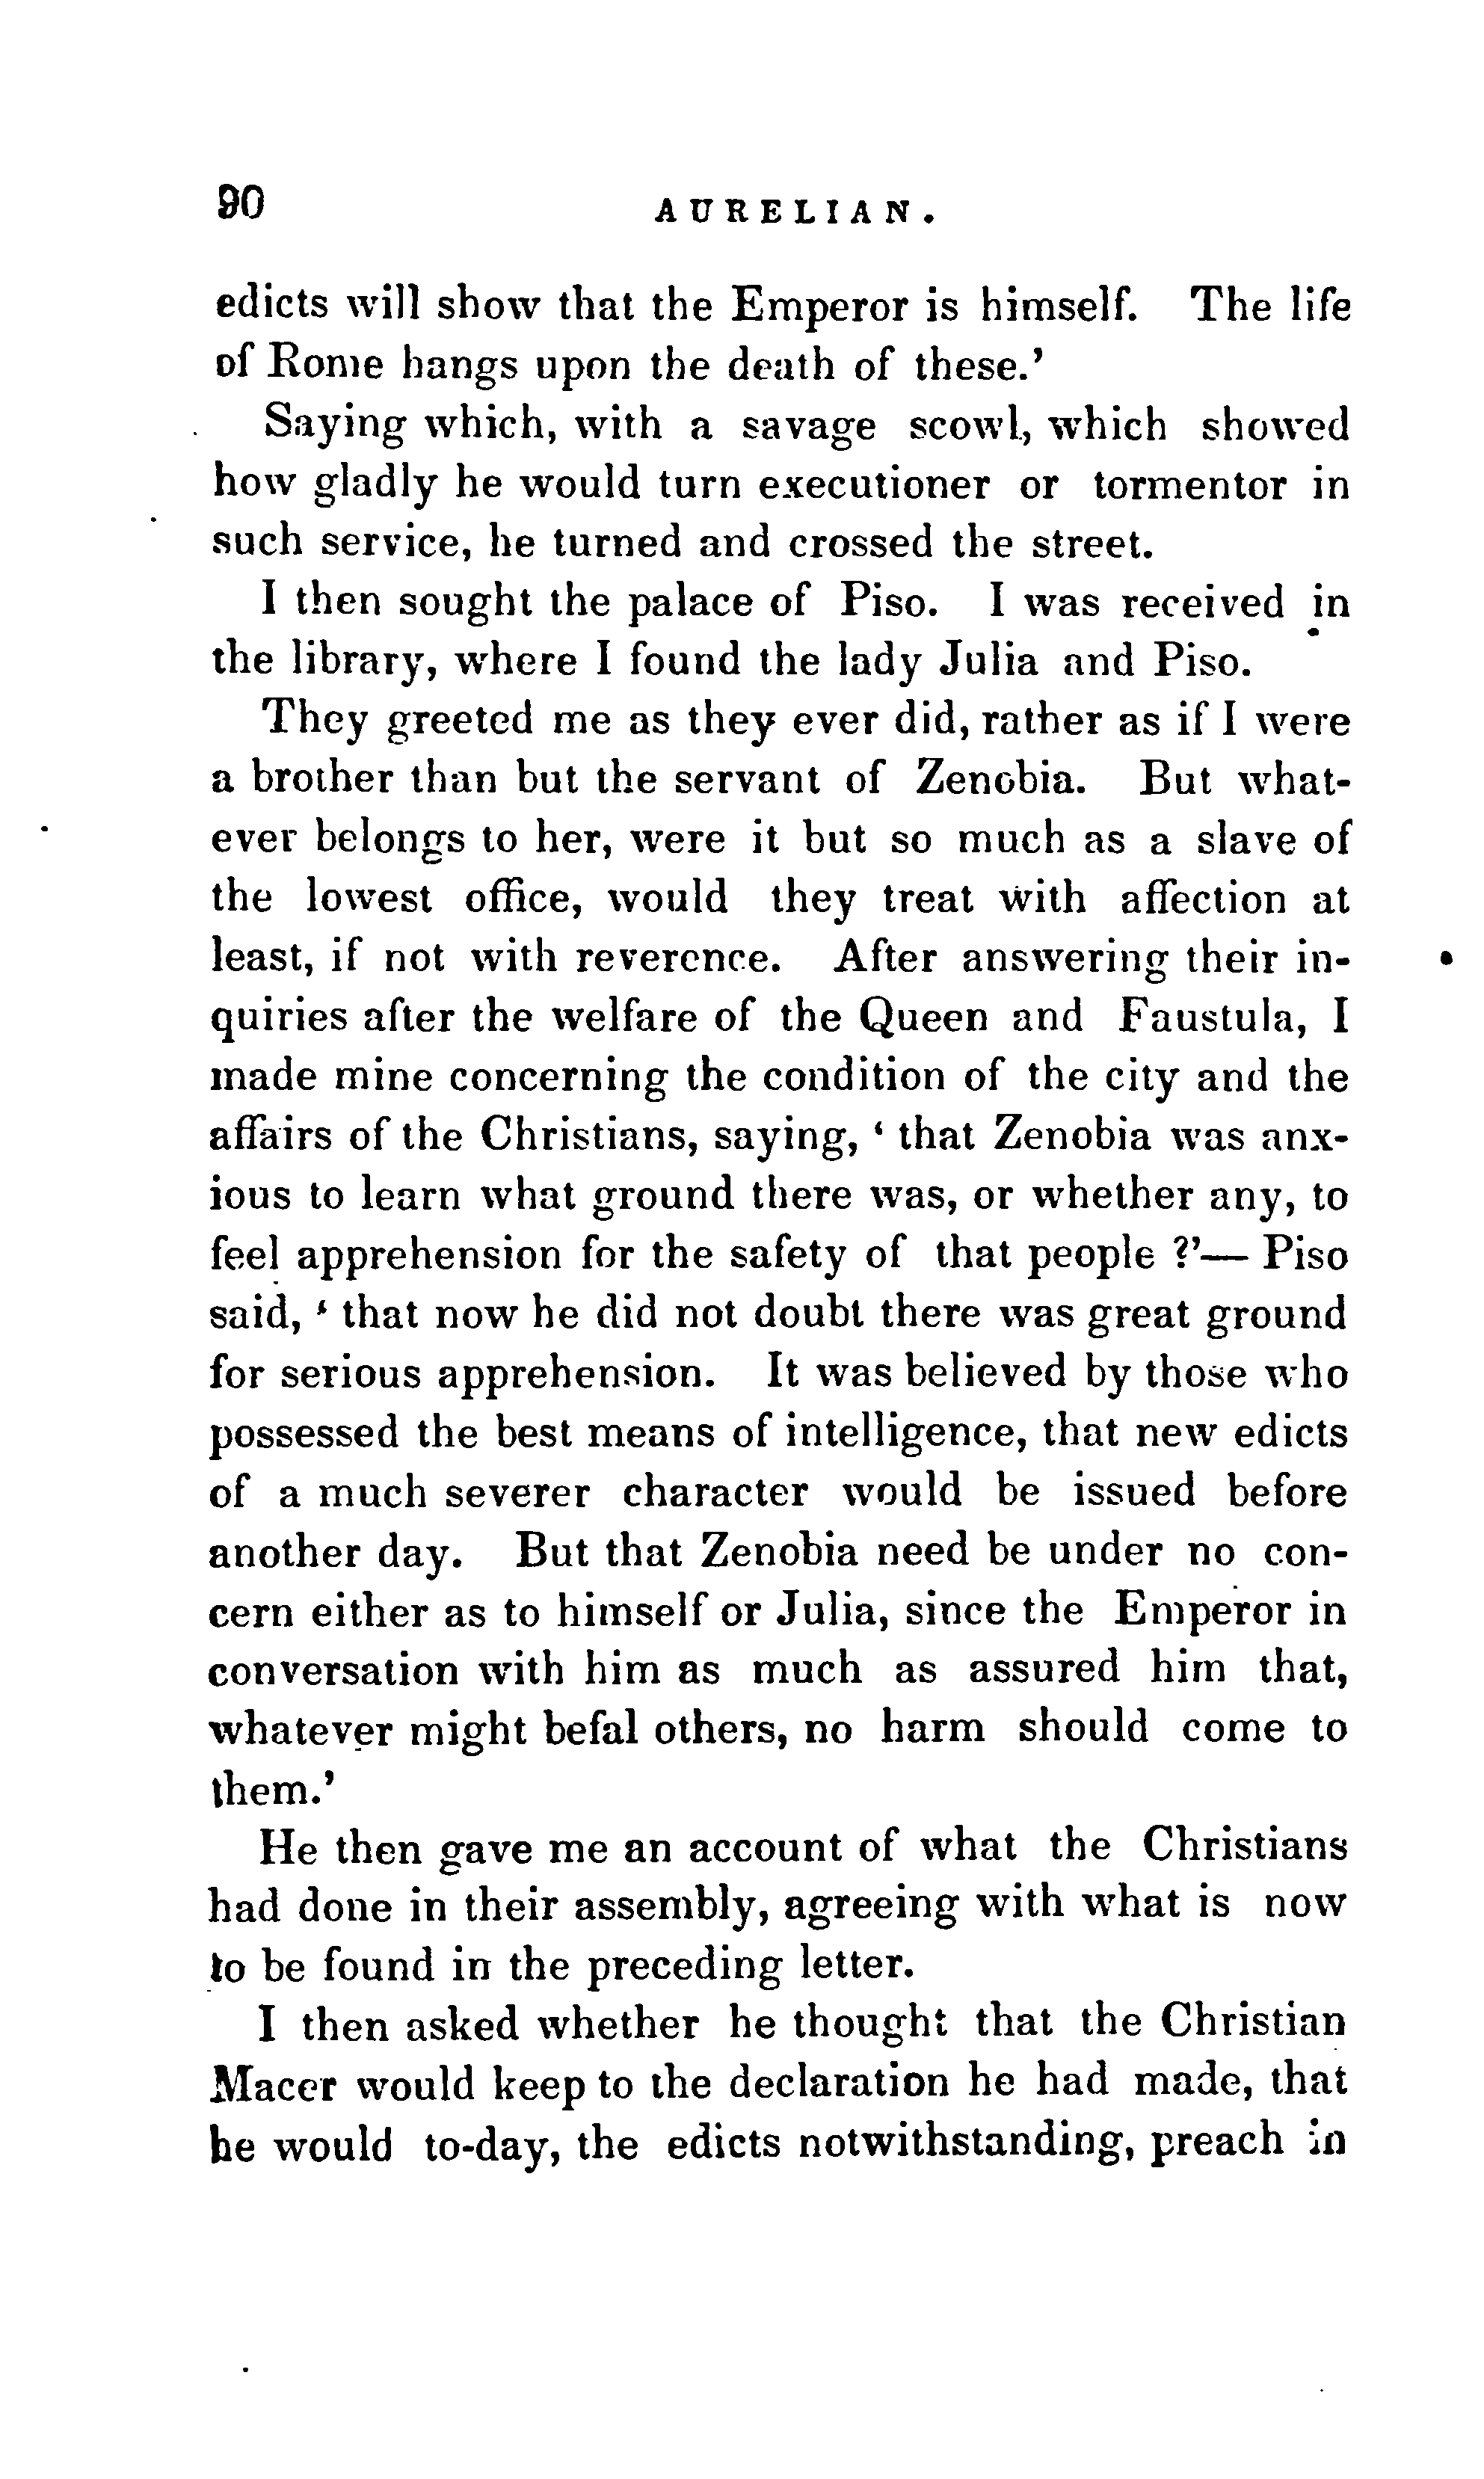 90 AURELIAN.
edicts will show that the Emperor is himself. The life
of Rome hangs upon the death of these.’
Saying which, with a savage scowl, which showed
how gladly he would turn executioner or tormentor in
such service, he turned and crossed the street.
I then sought the palace of Piso. I was received in
the library, where I found the lady Julia and Piso.
They greeted me as they ever did, rather as if I were
a brother than but the servant of Zenobia. But what-
ever belongs to her, were it but so much as a slave of
the lowest office, would they treat with affection at
least, if not with reverence. After answering their in-
quiries after the welfare of the Queen and Faustula, I
made mine concerning the condition of the city and the
affairs of the Christians, saying, ‘ that Zenobia was anx-
ious to learn what ground there was, or whether any, to
feel apprehension for the safety of that people ?’— Piso
said, ‘ that now he did not doubt there was great ground
for serious apprehension. It was believed by those who
possessed the best means of intelligence, that new edicts
of a much severer character would be issued before
another day. But that Zenobia need be under no con-
cern either as to himself or Julia, since the Emperor in
conversation with him as much as assured him that,
whatever might befal others, no harm should come to
them.’
He then gave me an account of what the Christians
had done in their assembly, agreeing with what is now
to be found in the preceding letter.
I then asked whether he thought that the Christian
Macer would keep to the declaration he had made, that
he would to-day, the edicts notwithstanding, preach in